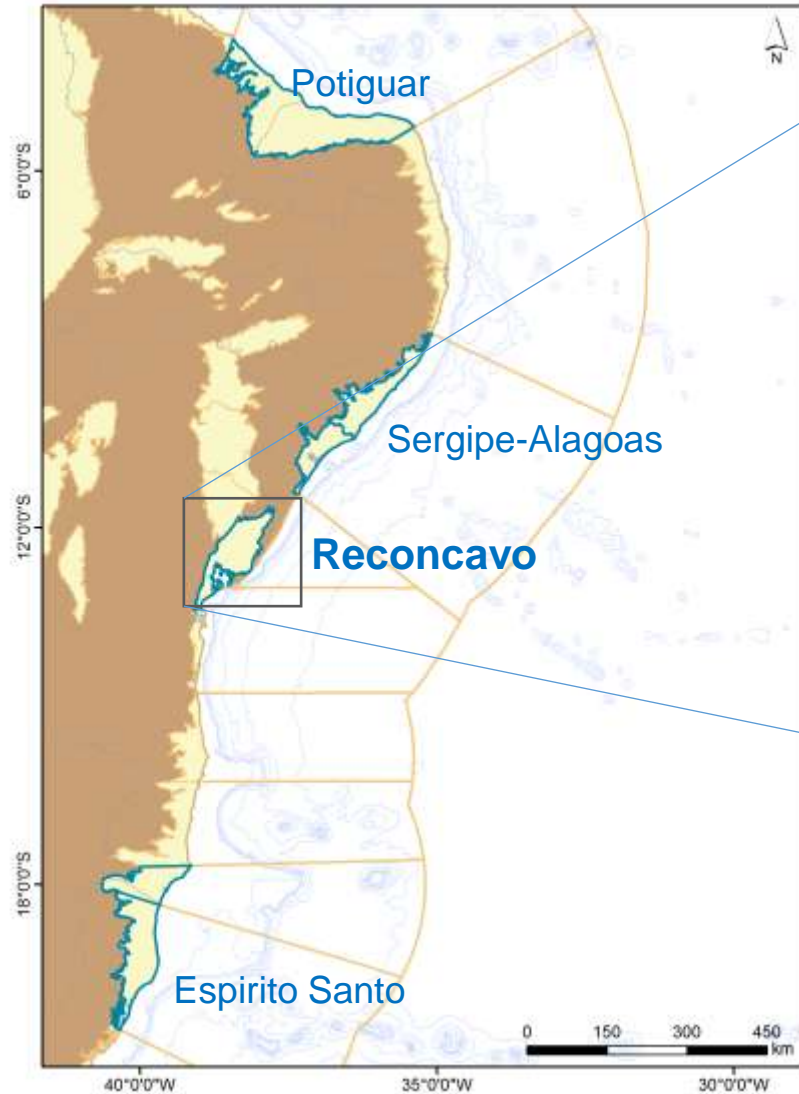 N
Potiguar
6°0'0"S
Sergipe-Alagoas
12°0'0"S
Reconcavo
18°0'0"S
Espirito Santo
0 150 300 450
km
40°0'0"W 35°0'0"W 30°0'0"W